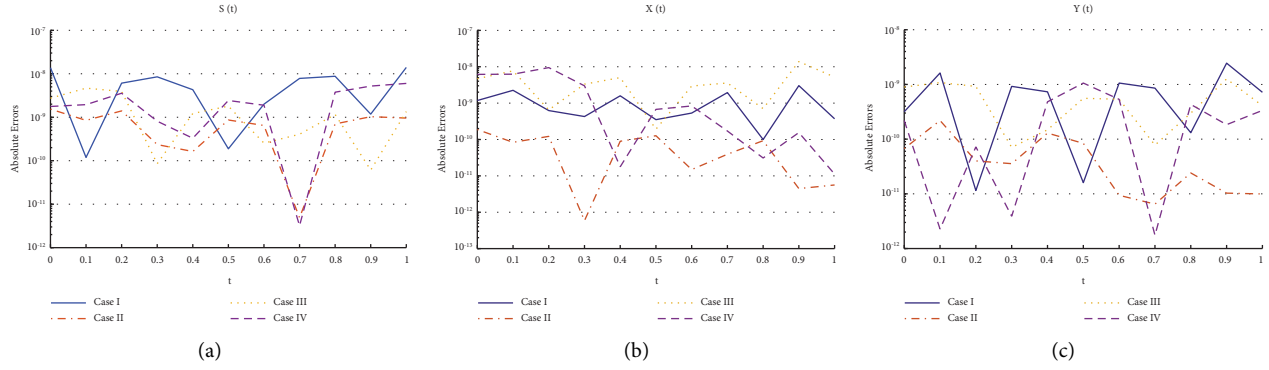 S (t)
Absolute Errors
10-7
10-8
10-9
10-10
10-11
10-12
0 0.1 0.2 0.3 0.4 0.5 0.6 0.7 0.8 0.9 1
t
Case I
Case II
Case III
Case IV
(a)
X (t)
Absolute Errors
10-7
10-8
10-9
10-10
10-11
10-12
10-13
0 0.1 0.2 0.3 0.4 0.5 0.6 0.7 0.8 0.9 1
t
Case I
Case II
Case III
Case IV
(b)
Y (t)
Absolute Errors
10-8
10-9
10-10
10-11
10-12
0 0.1 0.2 0.3 0.4 0.5 0.6 0.7 0.8 0.9 1
t
Case I
Case II
Case III
Case IV
(c)